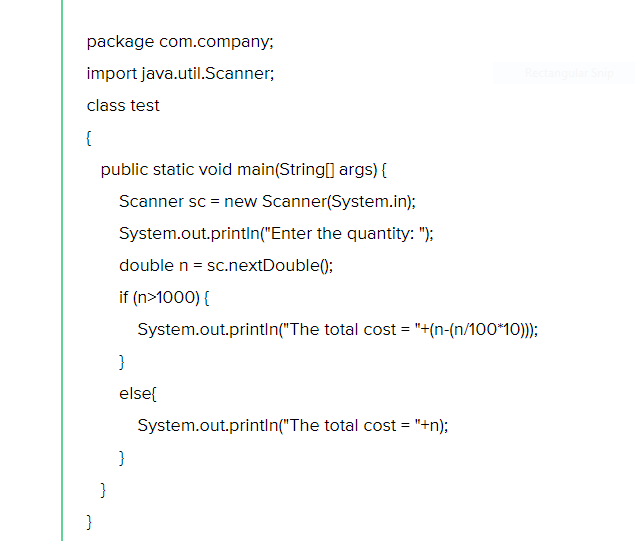 package com.company;
import java.util.Scanner;
class test
{
public static void main(String[] args) {
Scanner sc = new Scanner(System.in);
System.out.println("Enter the quantity: ");
double n = sc.nextDouble();
if (n>1000) {
System.out.println("The total cost = "+(n-(n/100*10)));
}
else{
System.out.println("The total cost = "+n);
}
}
}